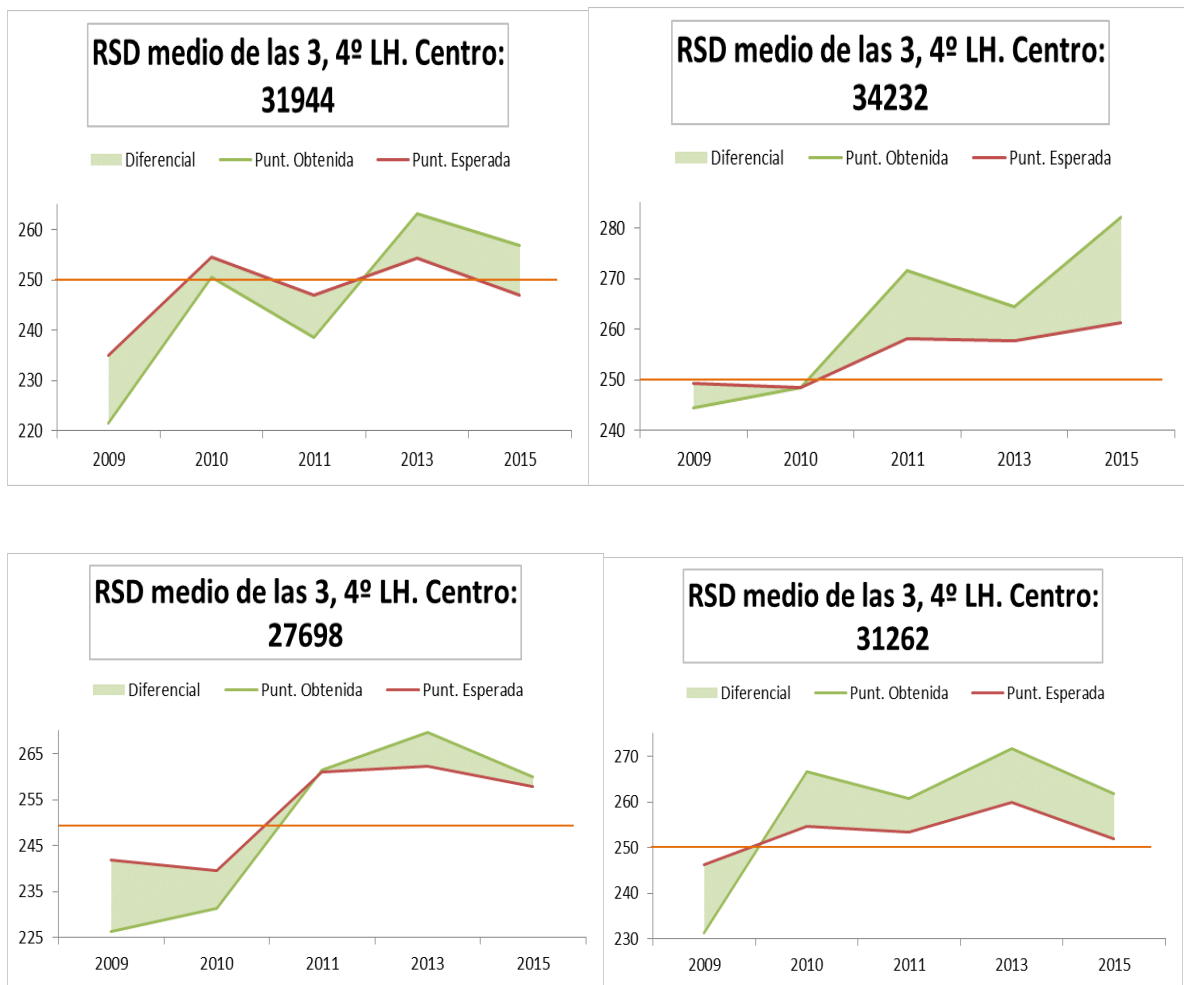 RSD medio de las 3, 4º LH. Centro:
31944
Diferencial Punt. Obtenida Punt. Esperada
260
250
240
230
220
2009 2010 2011 2013 2015
RSD medio de las 3, 4º LH. Centro:
34232
Diferencial Punt. Obtenida Punt. Esperada
280
270
260
250
240
2009 2010 2011 2013 2015
RSD medio de las 3, 4º LH. Centro:
27698
Diferencial Punt. Obtenida Punt. Esperada
265
255
245
235
225
2009 2010 2011 2013 2015
RSD medio de las 3, 4º LH. Centro:
31262
Diferencial Punt. Obtenida Punt. Esperada
270
260
250
240
230
2009 2010 2011 2013 2015